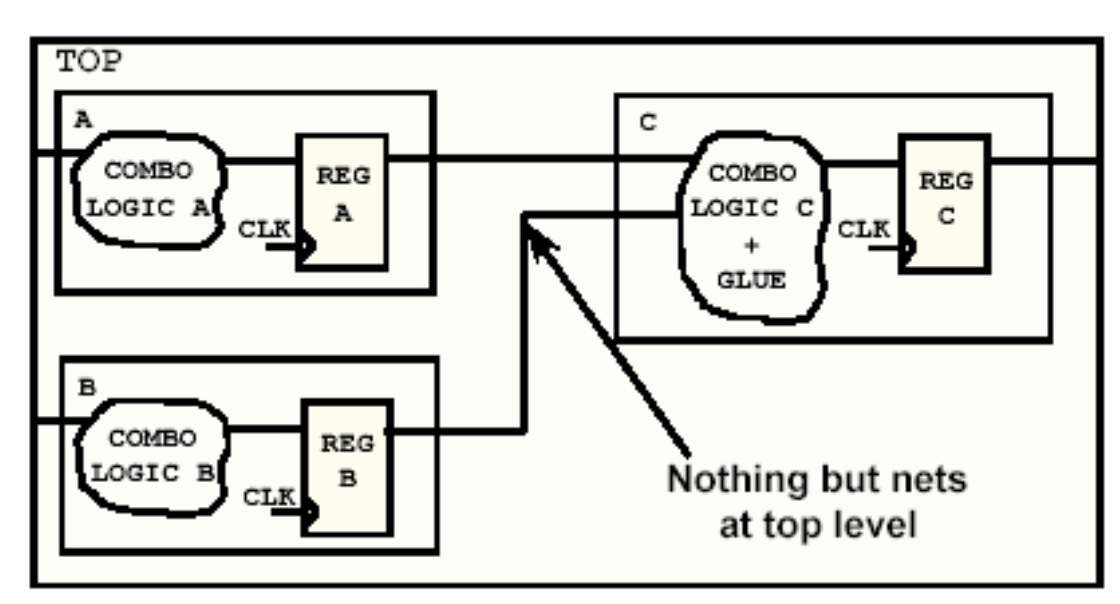 TOP
A
COMBO
LOGIC A
CLK
REG
A
C
COMBO
LOGIC C
+
GLUE
CLK
REG
C
B
COMBO
LOGIC B
CLK
REG
B
Nothing but nets
at top level